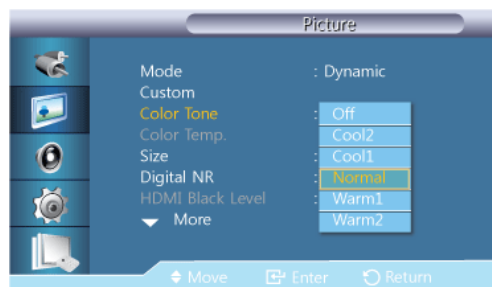 Picture
Mode : Dynamic
Custom
Color Tone : Off
Color Temp. Cool2
Size : Cool1
Digital NR : Normal
HDMI Black Level : Warm1
More Warm2
Move Enter Return